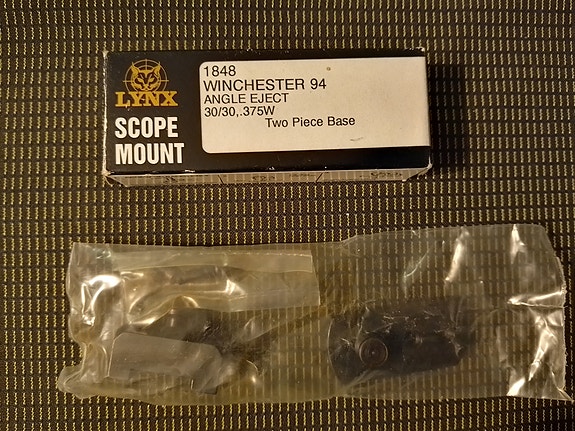 LYNX
SCOPE
MOUNT
1848
WINCHESTER 94
ANGLE EJECT
30/30,.375W
Two Piece Base